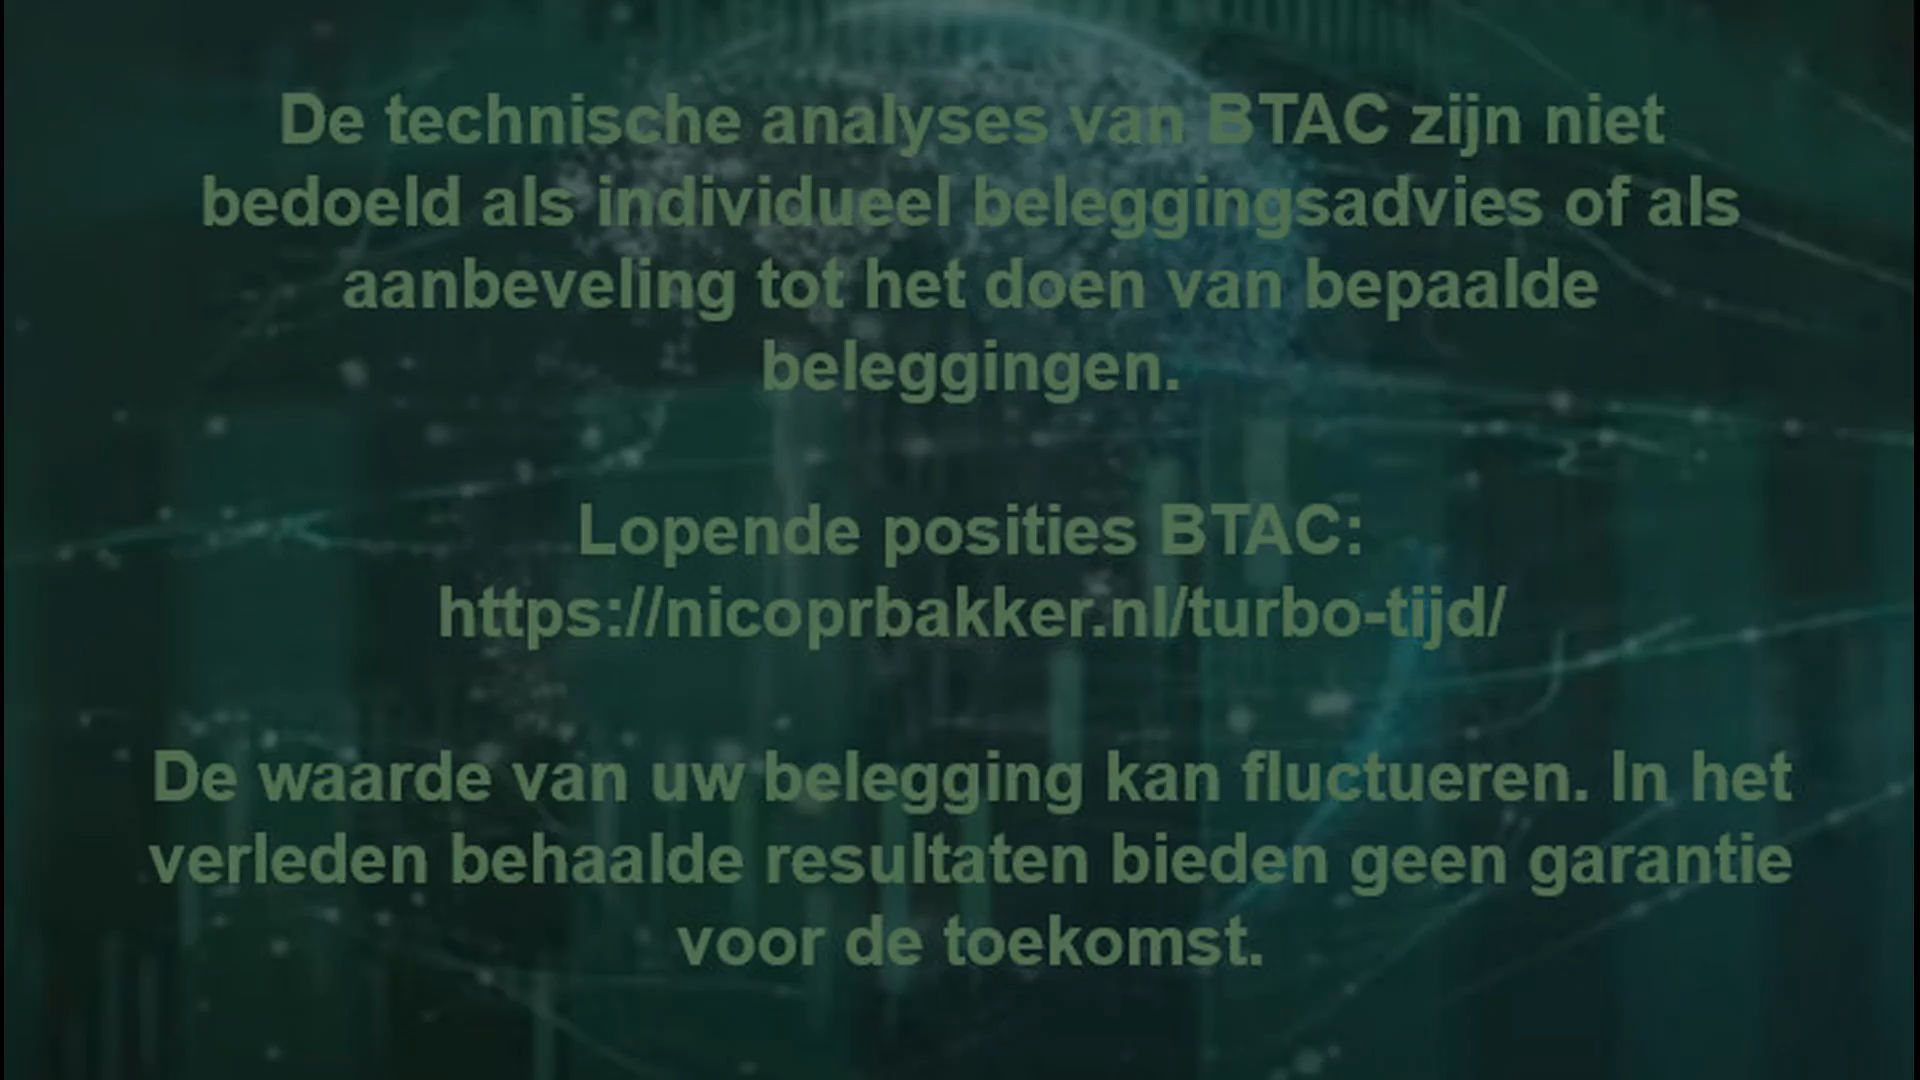 De technische analyses van BTAC zijn niet
bedoeld als individueel beleggingsadvies of als
aanbeveling tot het doen van bepaalde
beleggingen.
Lopende posities BTAC:
https://nicoprbakker.nl/turbo-tijd/
De waarde van uw belegging kan fluctueren. In het
verleden behaalde resultaten bieden geen garantie
voor de toekomst.